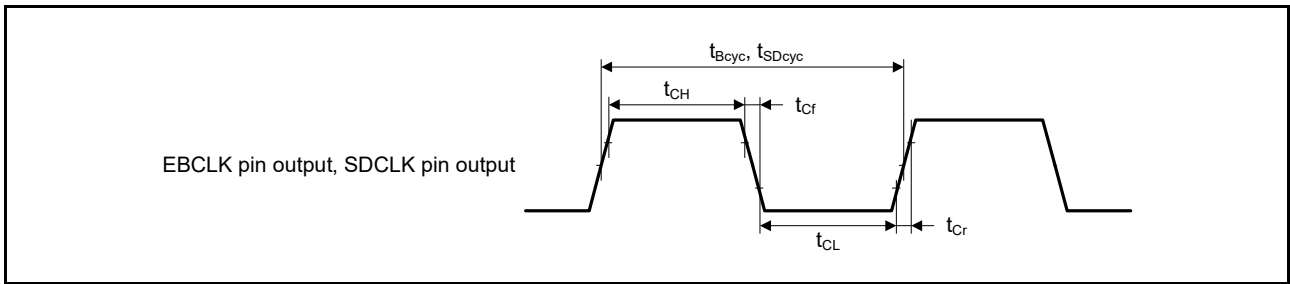 tBcyc, tSDcyc
tCH
tCf
EBCLK pin output, SDCLK pin output
tCL
tCr